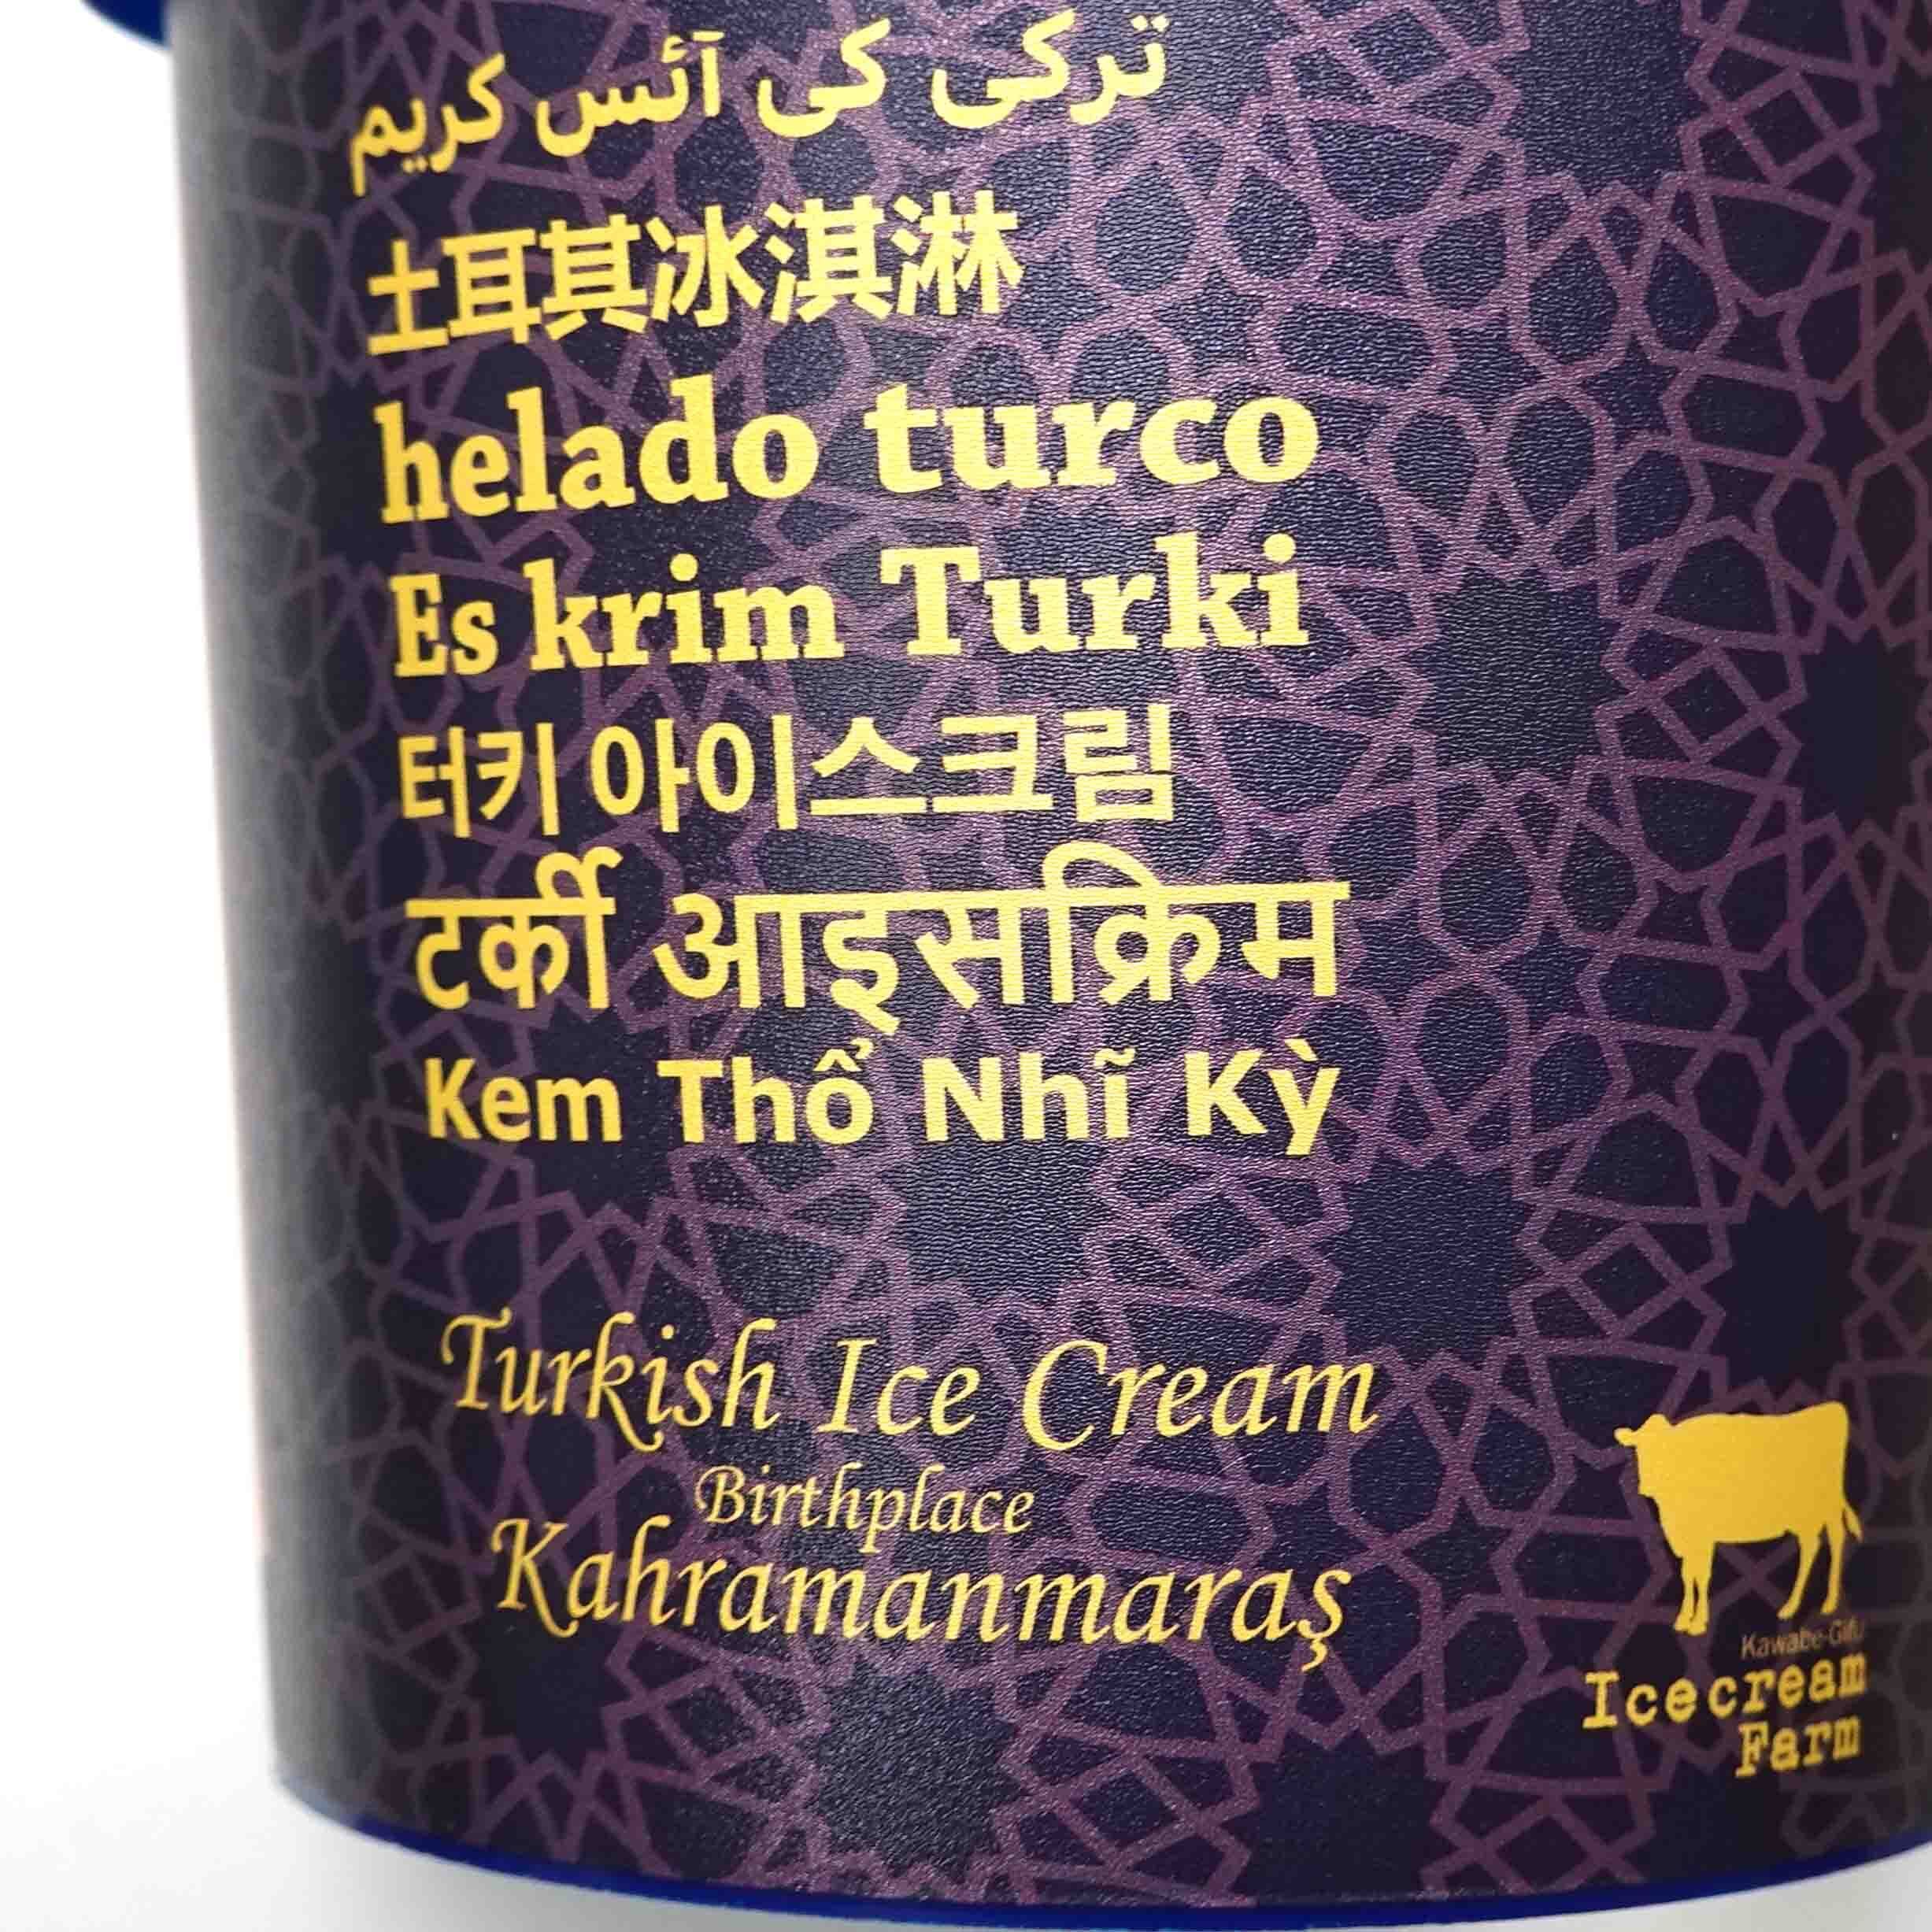 ترکی کی آئس کریم
土耳其冰淇淋
helado turco
Es krim Turki
터키 아이스크림
टर्की आइसक्रिम
Kem Thổ Nhĩ Kỳ
Turkish Ice Cream
Birthplace
Kahramanmaraş
Kawabe-Gifu
Icecream
Farm